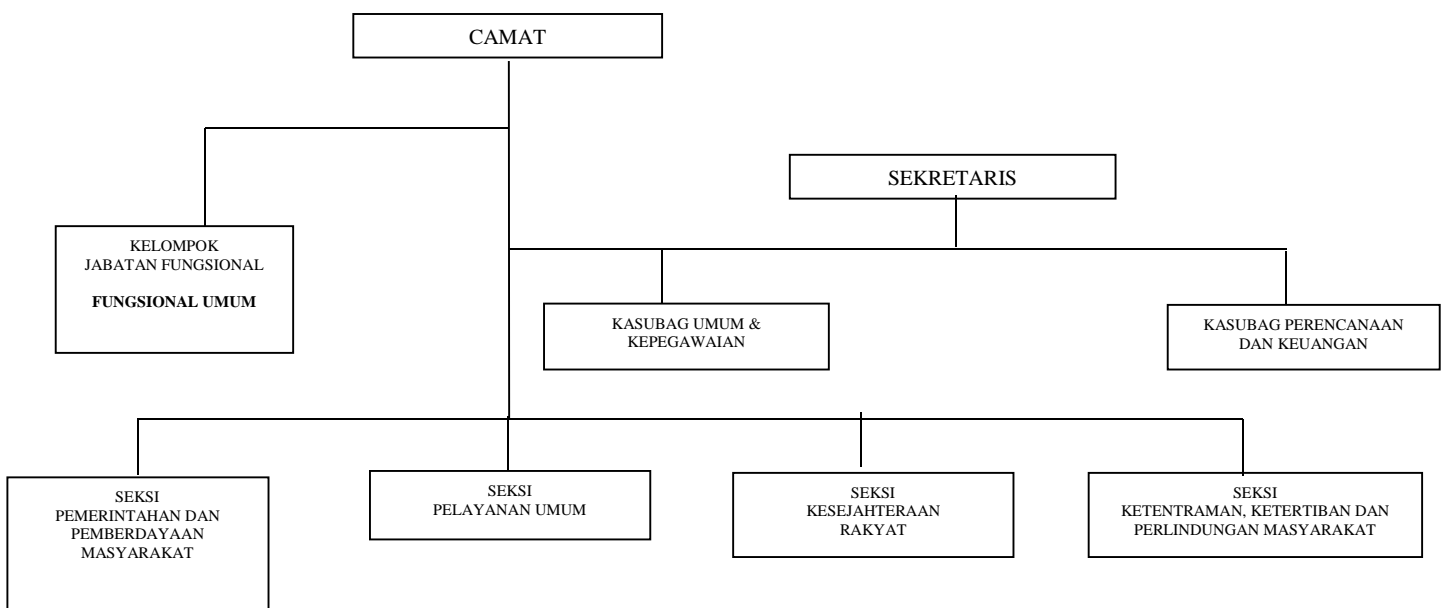 CAMAT
SEKRETARIS
KELOMPOK
JABATAN FUNGSIONAL
FUNGSIONAL UMUM
KASUBAG UMUM &
KEPEGAWAIAN
KASUBAG PERENCANAAN
DAN KEUANGAN
SEKSI
PEMERINTAHAN DAN
PEMBERDAYAAN
MASYARAKAT
SEKSI
PELAYANAN UMUM
SEKSI
KESEJAHTERAAN
RAKYAT
SEKSI
KETENTRAMAN, KETERTIBAN DAN
PERLINDUNGAN MASYARAKAT